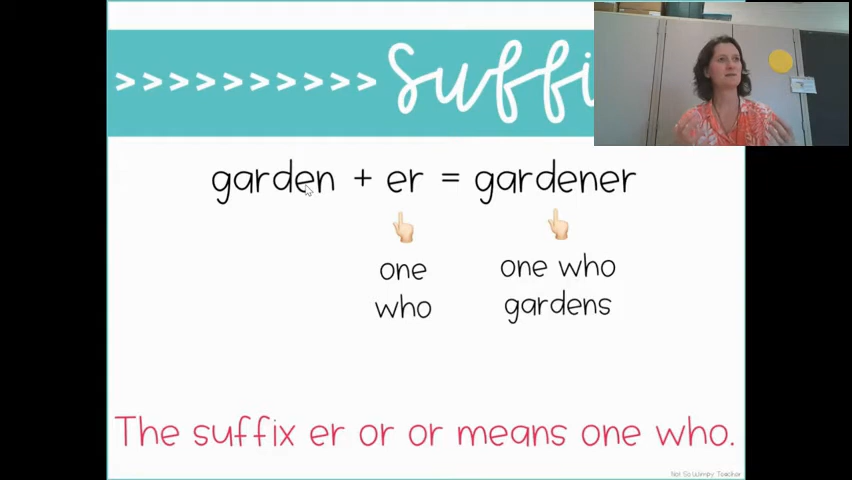 >>>>>>>>>> Suffi
garden + er = gardener
one one who
who gardens
The suffix er or or means one who.
Not So Wimpy Teacher